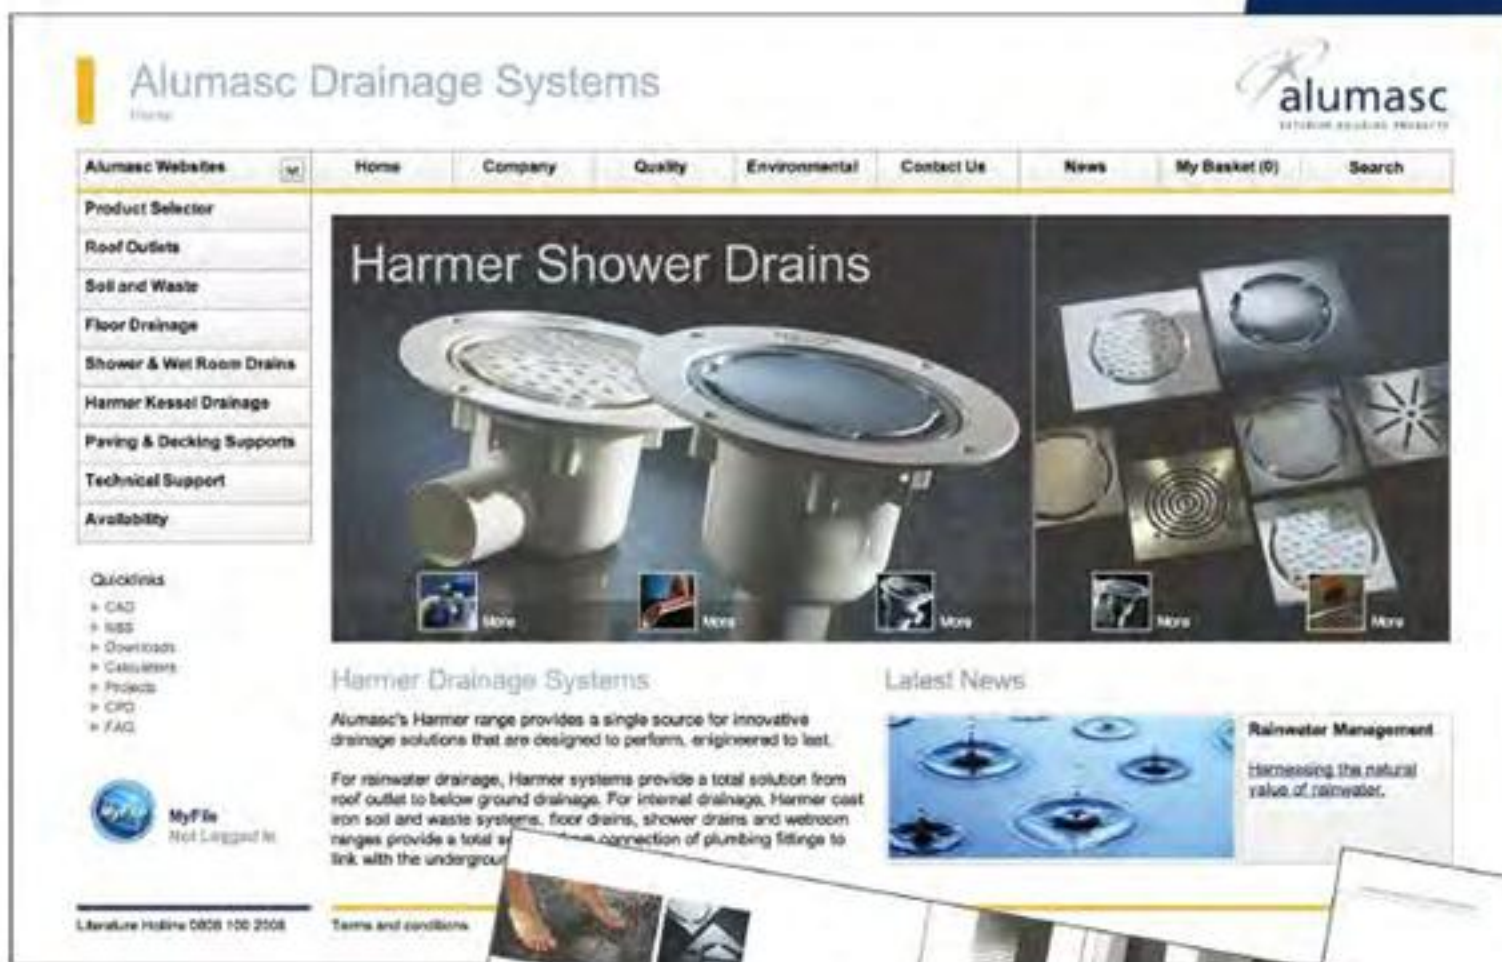 Alumasc Drainage Systems
Home
alumasc
EXTERIOR BUILDING PRODUCTS
Alumasc Websites
Home
Company
Quality
Environmental
Contact Us
News
My Basket (0)
Search
Product Selector
Roof Outlets
Soil and Waste
Floor Drainage
Shower & Wet Room Drains
Harmer Kessel Drainage
Paving & Decking Supports
Technical Support
Availability
Quicklinks
CAD
NBS
Downloads
Calculators
Projects
CPD
FAQ
MyFile
MyFile
Not Logged In
Literature Hotline 0808 100 2008
Harmer Shower Drains
More
More
More
More
More
Harmer Drainage Systems
Alumasc's Harmer range provides a single source for innovative
drainage solutions that are designed to perform, enigineered to last.
For rainwater drainage, Harmer systems provide a total solution from
roof outlet to below ground drainage. For internal drainage, Harmer cast
iron soil and waste systems, floor drains, shower drains and wetroom
ranges provide a total connection of plumbing fittings to
link with the
Terms and conditions
Latest News
Rainwater Management
Harnessing the natural
value of rainwater.